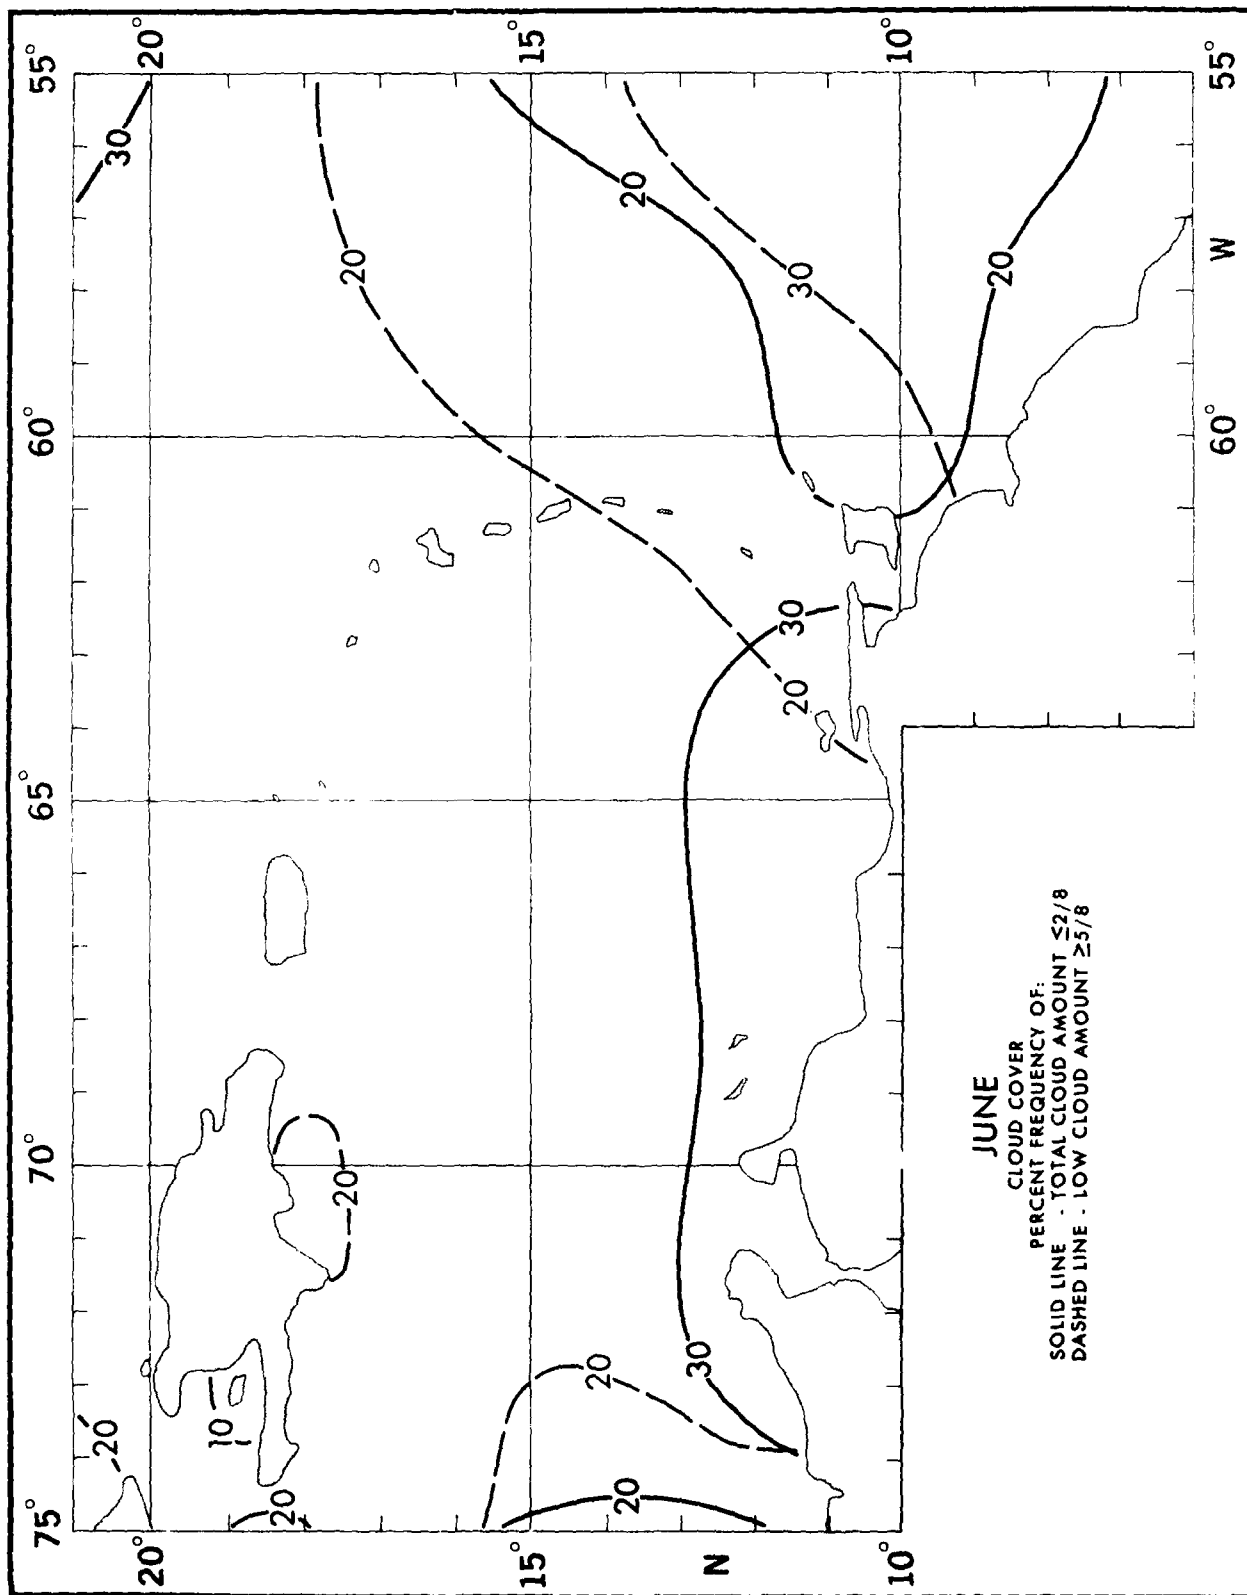 75° 70° 65° 60° 55°
20 30
20° 20°
10
20
20 20
15° 15°
20
20 20
30
N
20 30 30
10° 10°
20
JUNE
CLOUD COVER
PERCENT FREQUENCY OF:
SOLID LINE - TOTAL CLOUD AMOUNT ≤2/8
DASHED LINE - LOW CLOUD AMOUNT ≥5/8
60° W 55°